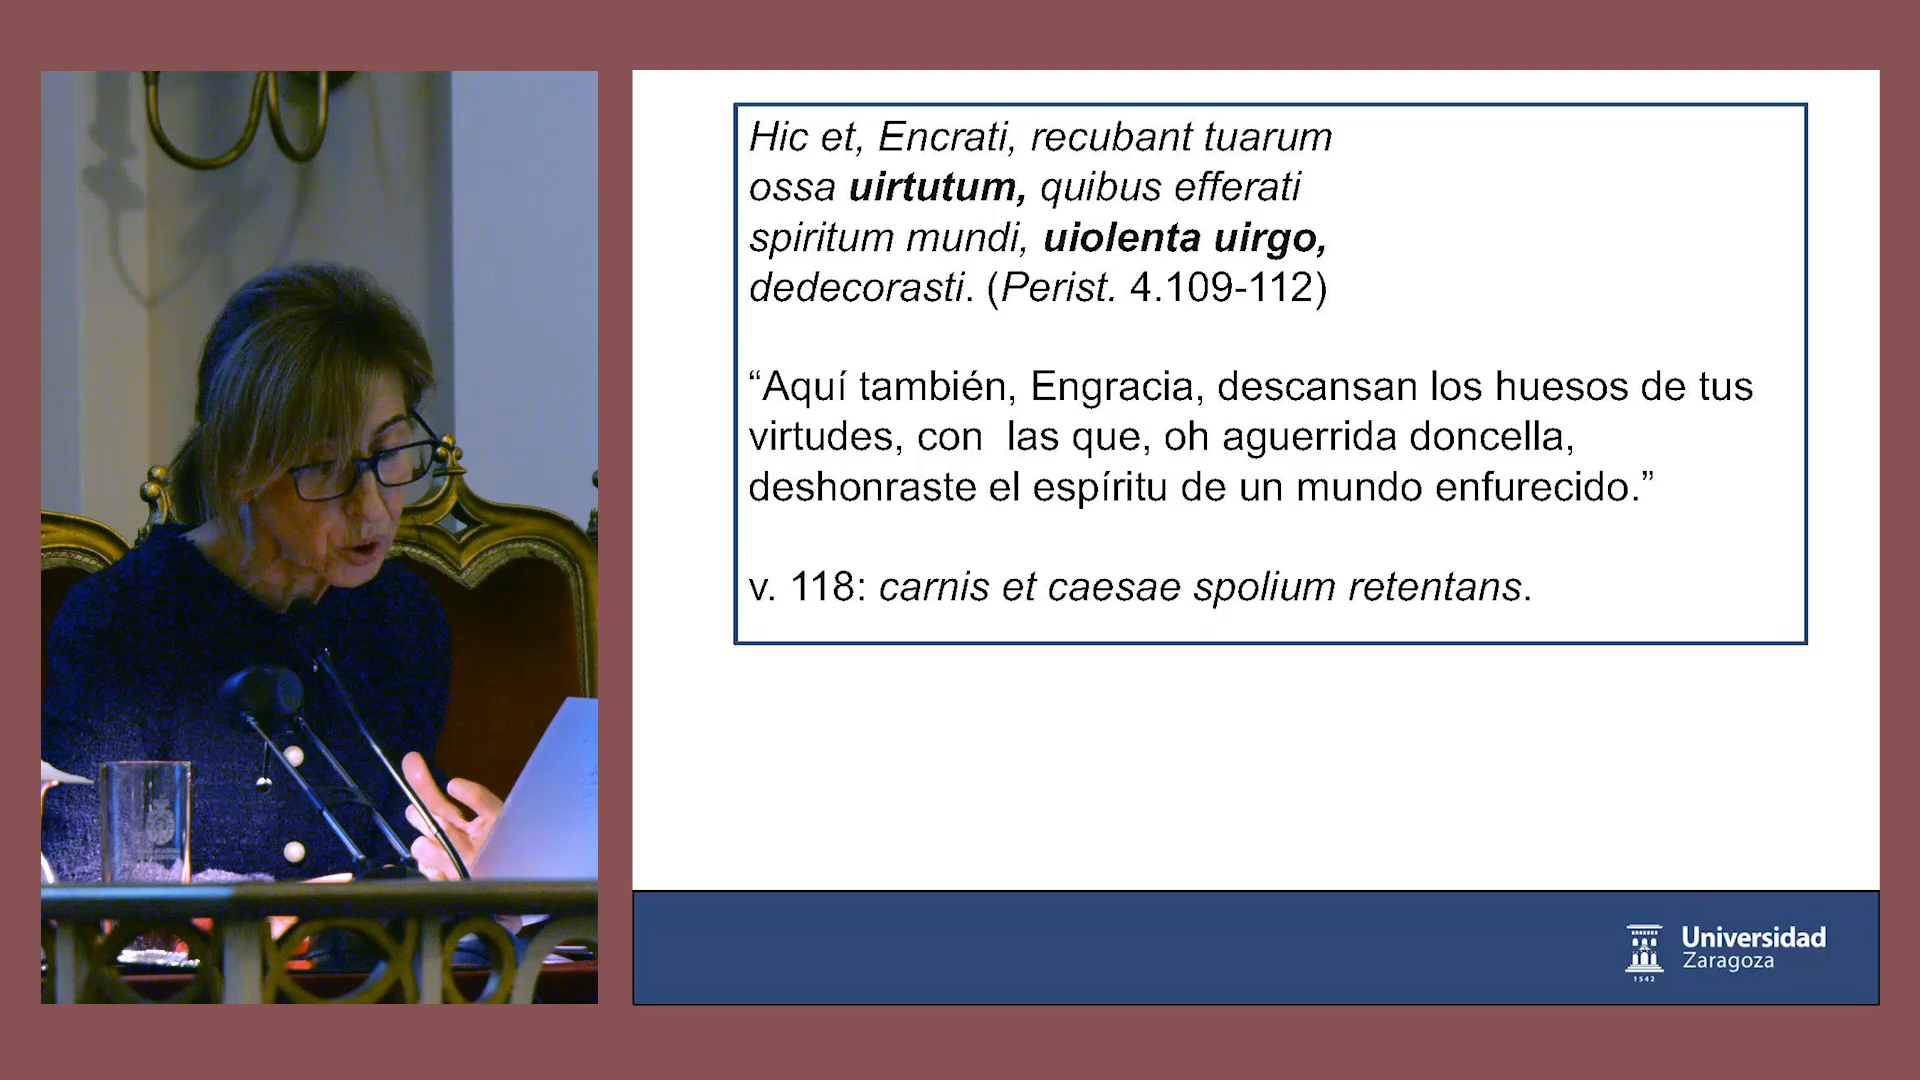 Hic et, Encrati, recubant tuarum
ossa uirtutum, quibus efferati
spiritum mundi, uiolenta uirgo,
dedecorasti. (Perist. 4.109-112)
“Aquí también, Engracia, descansan los huesos de tus
virtudes, con las que, oh aguerrida doncella,
deshonraste el espíritu de un mundo enfurecido.”
v. 118: carnis et caesae spolium retentans.
Universidad
Zaragoza
1542